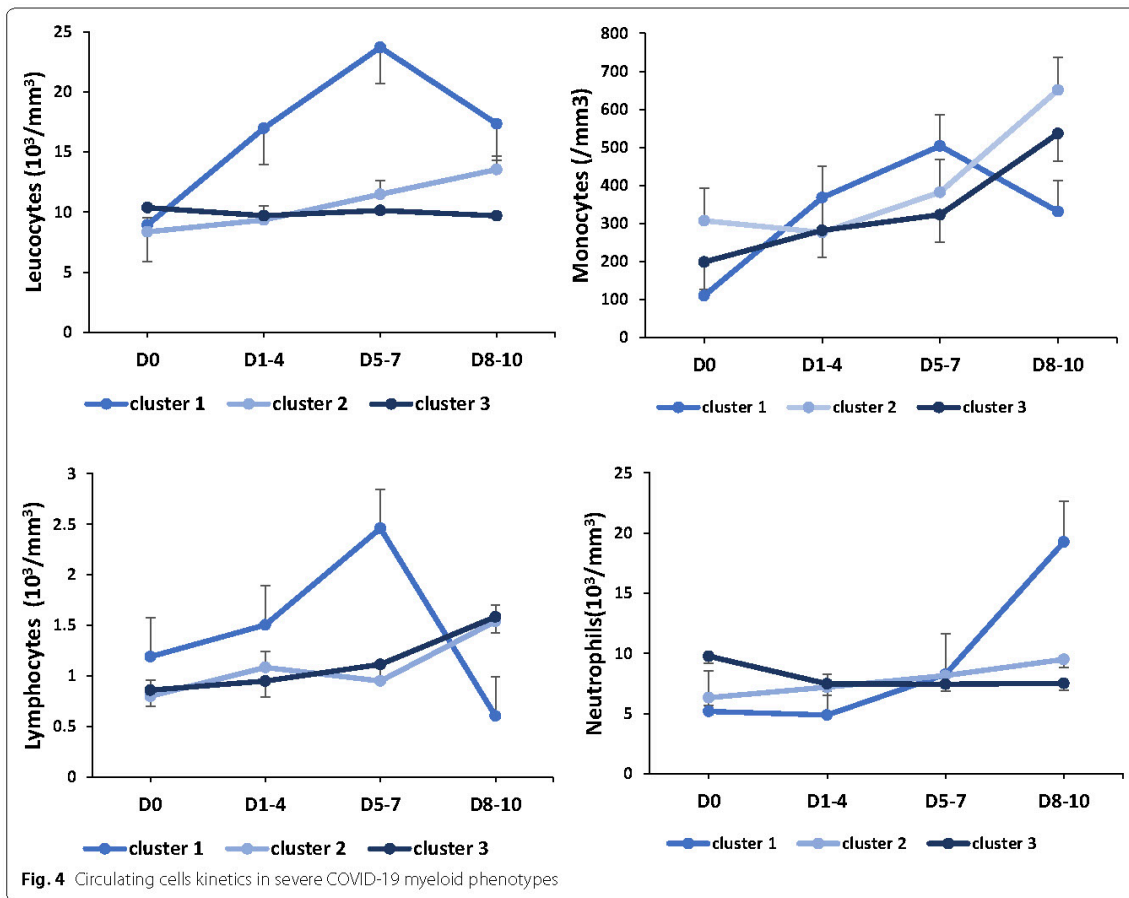 Leucocytes (10³/mm³)
25
20
15
10
5
0
D0 D1-4 D5-7 D8-10
cluster 1 cluster 2 cluster 3
Monocytes (/mm3)
800
700
600
500
400
300
200
100
0
D0 D1-4 D5-7 D8-10
cluster 1 cluster 2 cluster 3
Lymphocytes (10³/mm³)
3
2.5
2
1.5
1
0.5
0
D0 D1-4 D5-7 D8-10
cluster 1 cluster 2 cluster 3
Neutrophils(10³/mm³)
25
20
15
10
5
0
D0 D1-4 D5-7 D8-10
cluster 1 cluster 2 cluster 3
Fig. 4 Circulating cells kinetics in severe COVID-19 myeloid phenotypes